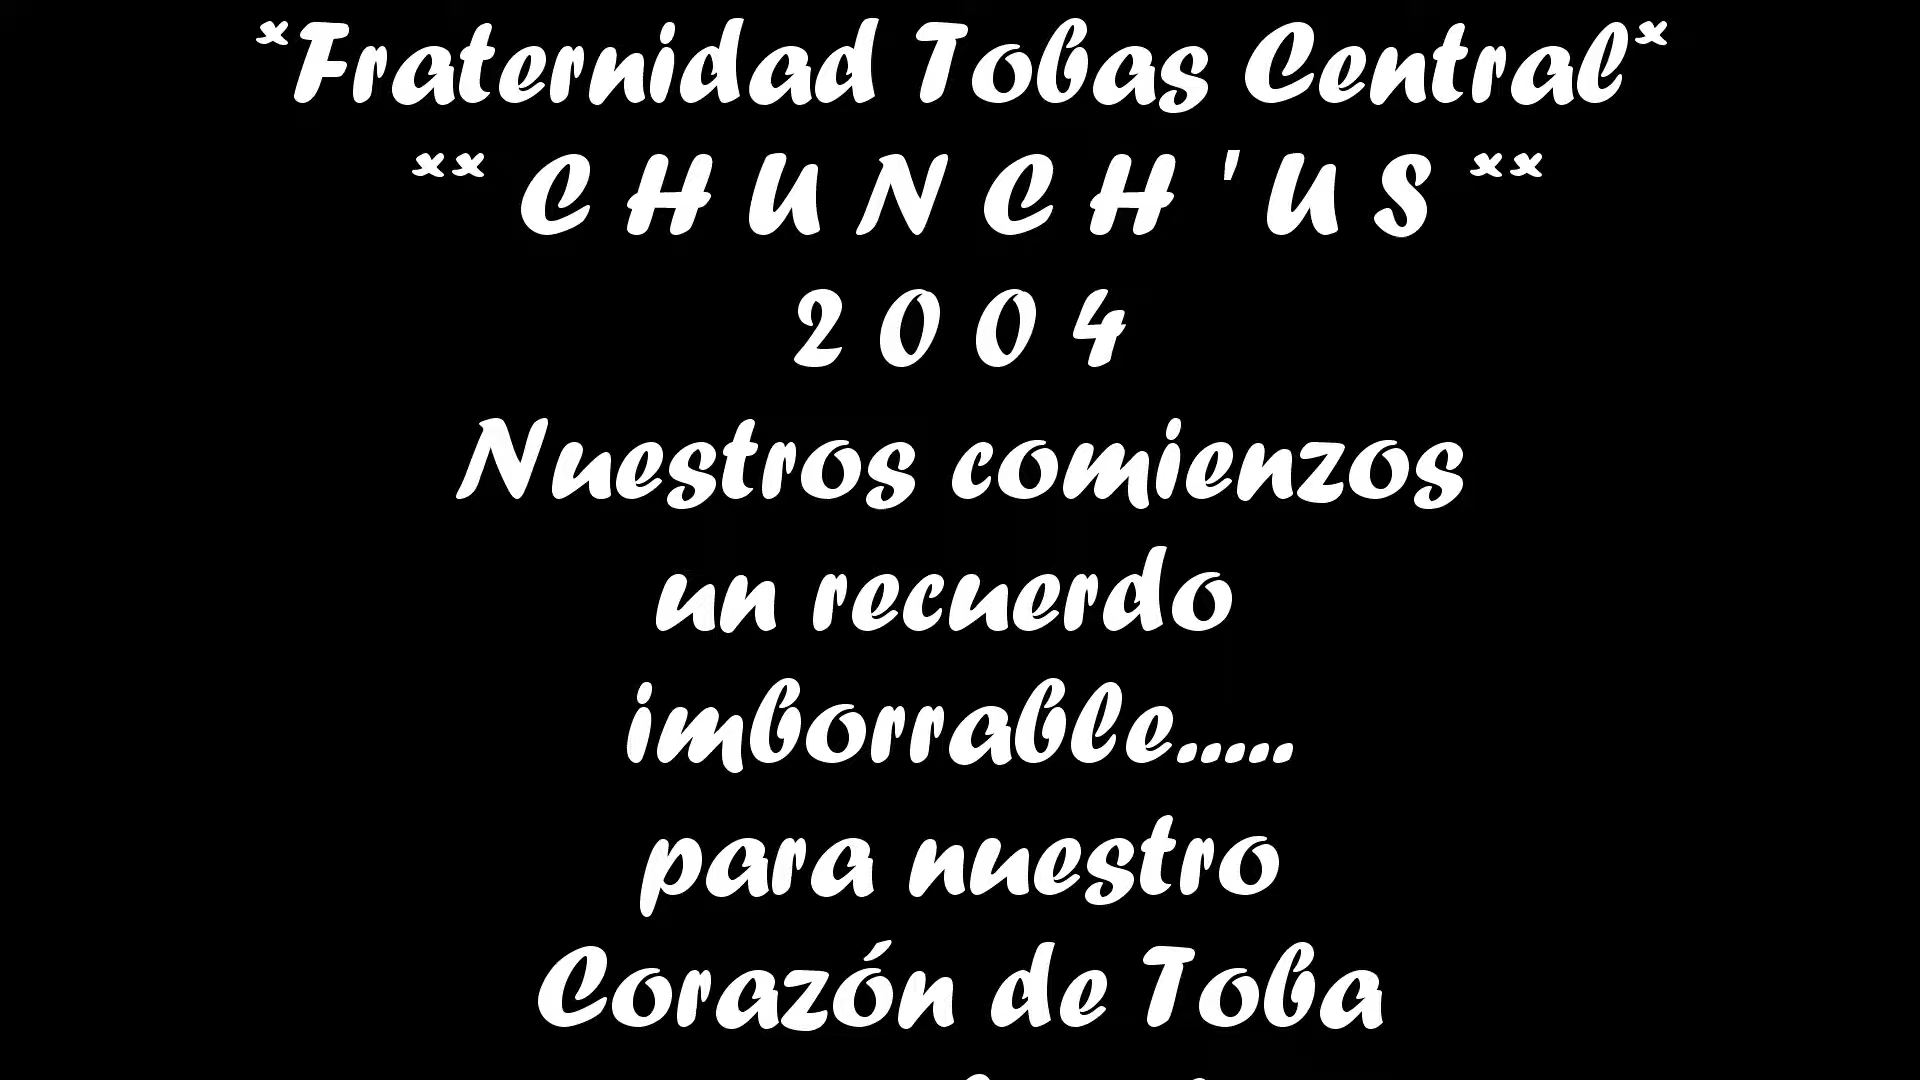 *Fraternidad Tobas Central*
** C H U N C H ' U S **
2 0 0 4
Nuestros comienzos
un recuerdo
imborrable.....
para nuestro
Corazón de Toba